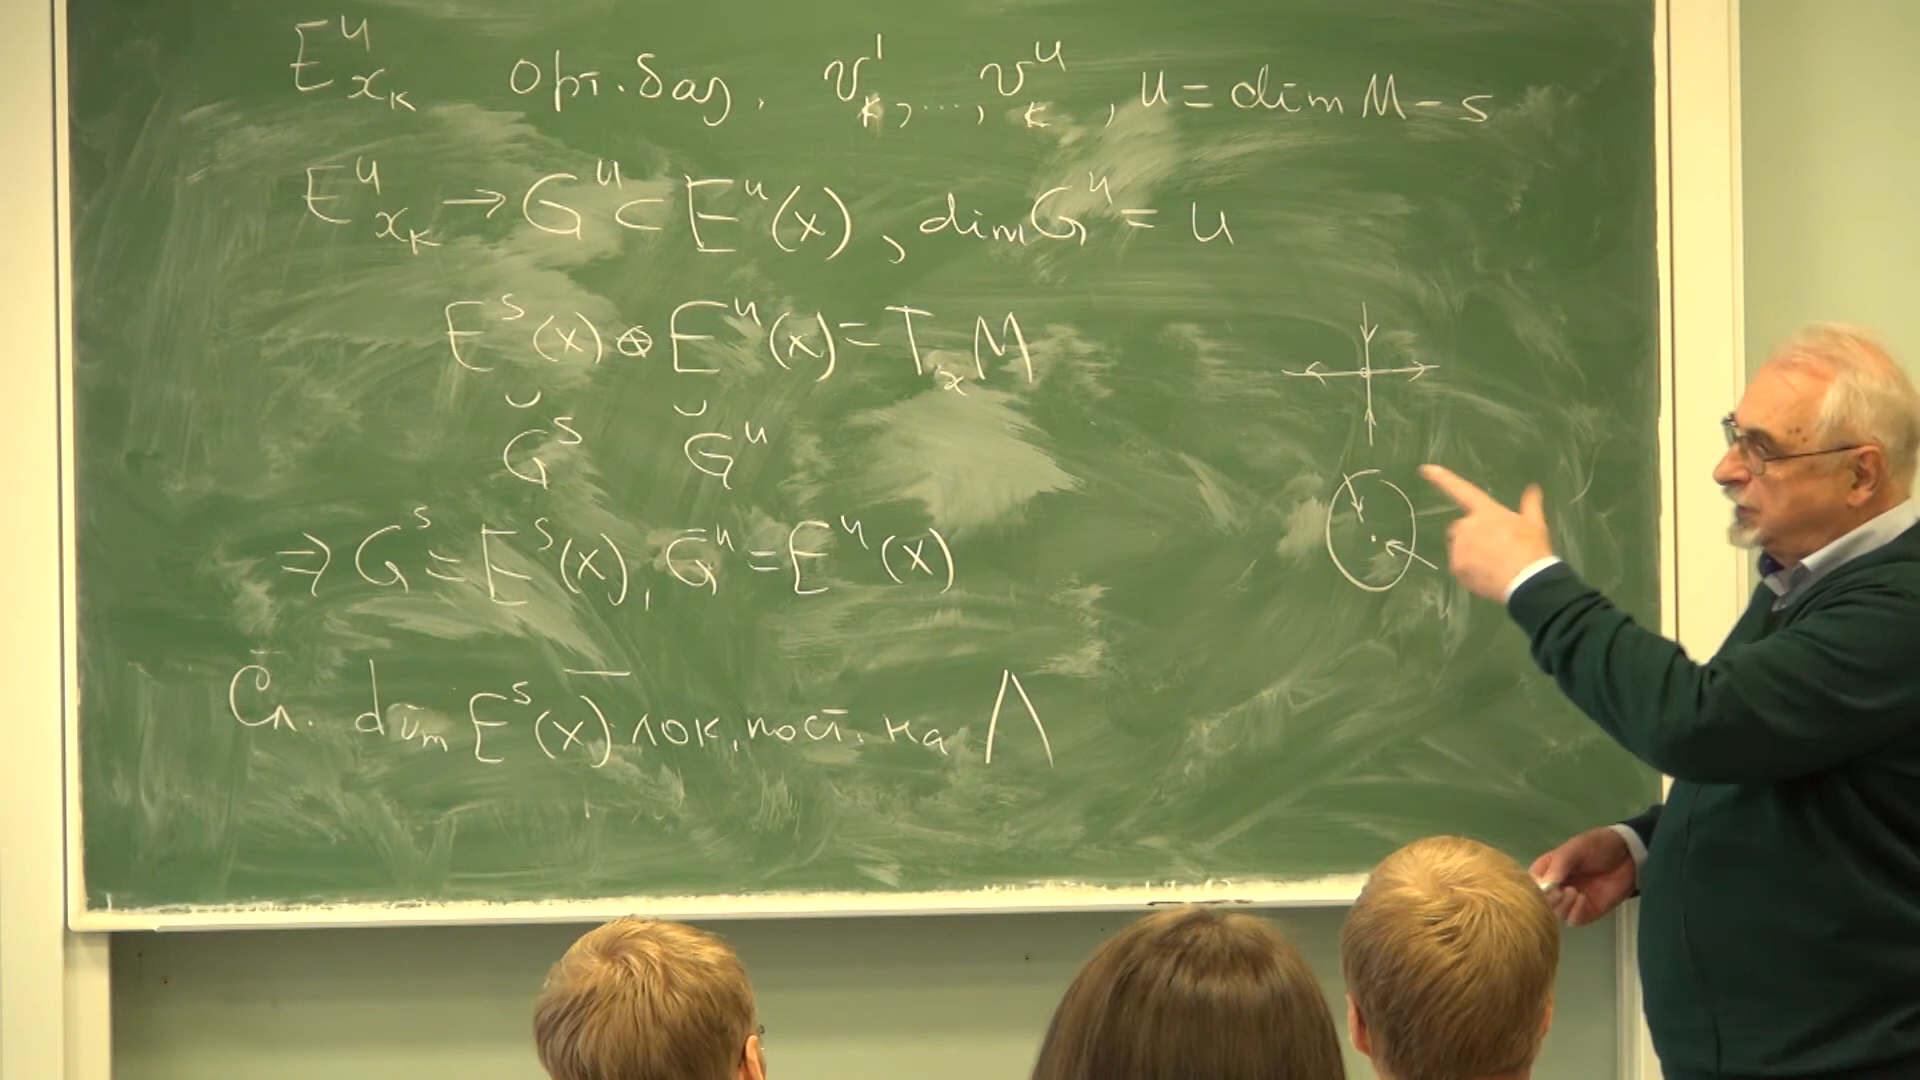 E^u_{x_k} орт. баз. v^1_k, ..., v^u_k, u = dim M - s
E^u_{x_k} → G^u ⊂ E^u(x), dim G^u = u
E^s(x) ⊕ E^u(x) = T_x M
∪ ∪
G^s G^u
⇒ G^s = E^s(x), G^u = E^u(x)
Сл. dim E^s(x) лок. пост. на Λ